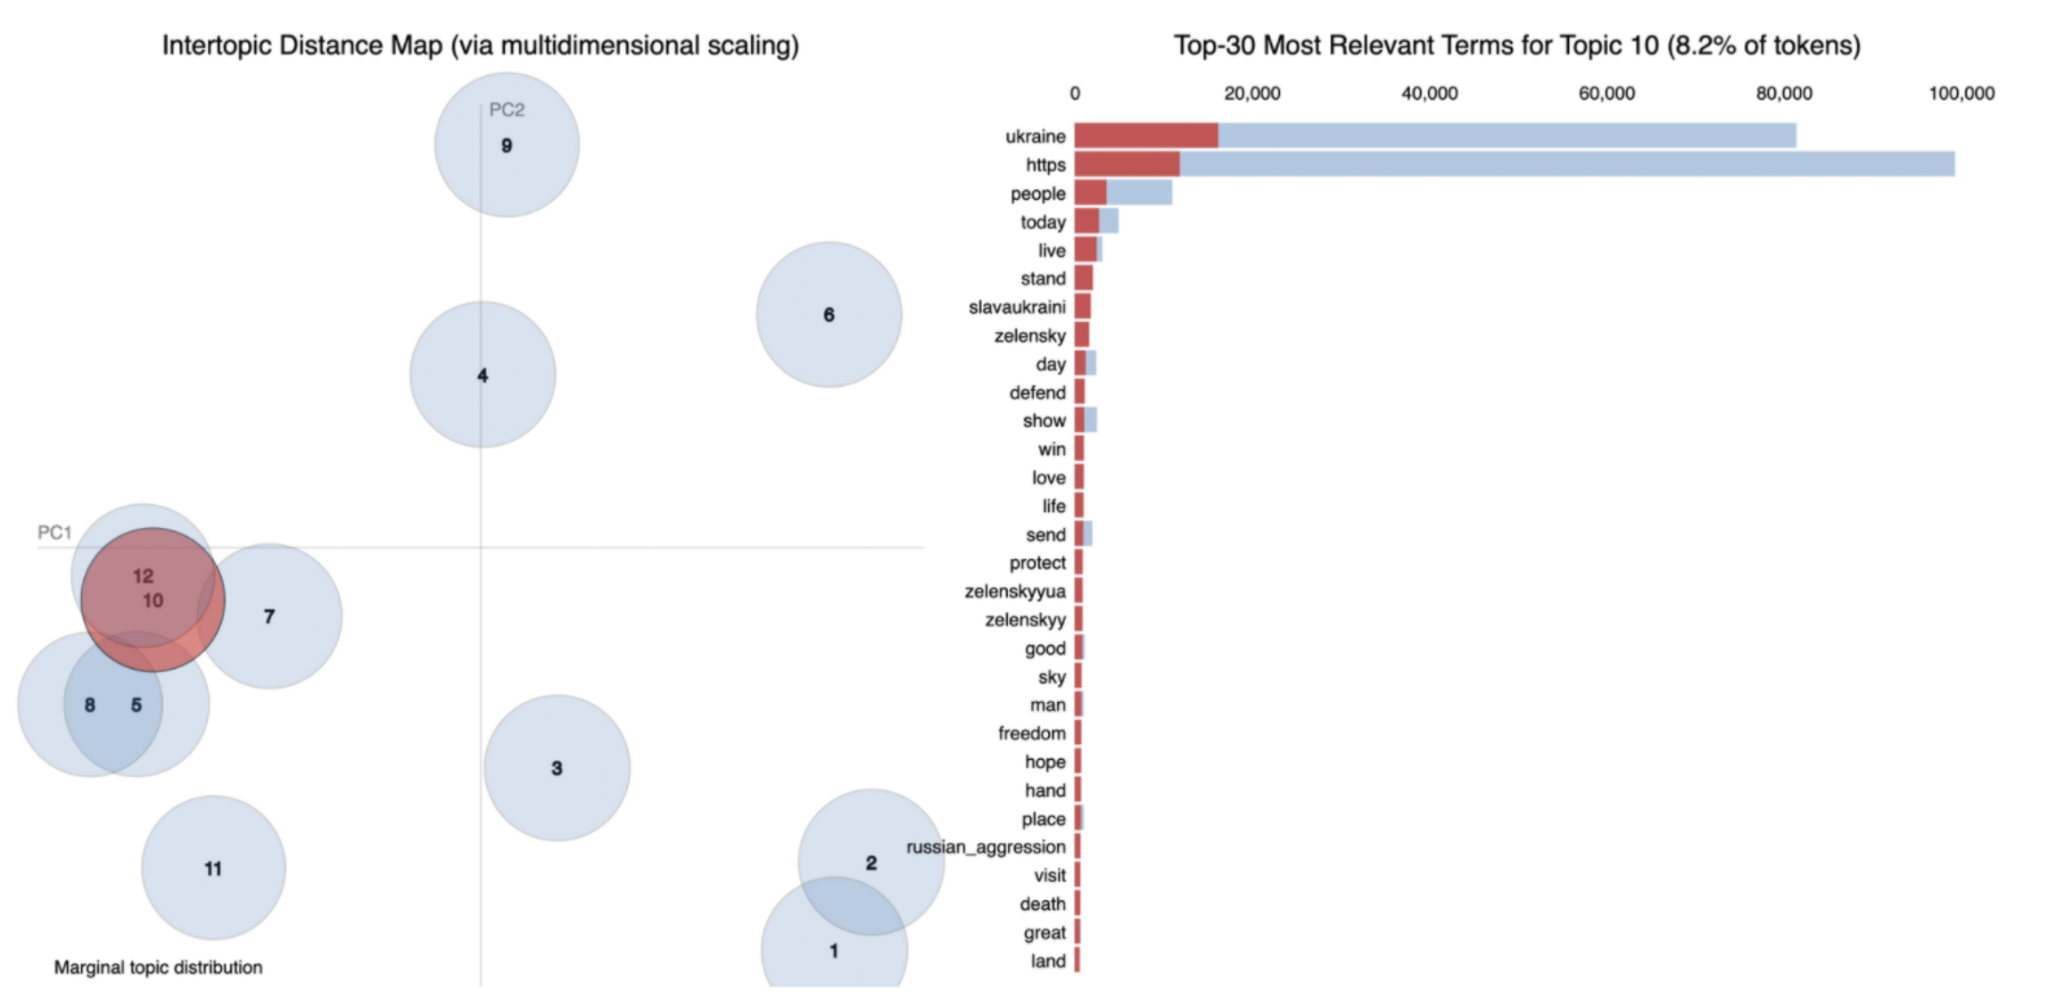 Intertopic Distance Map (via multidimensional scaling)
PC2
9
6
4
PC1
12
10
7
8
5
3
11
2
1
Marginal topic distribution
Top-30 Most Relevant Terms for Topic 10 (8.2% of tokens)
0 20,000 40,000 60,000 80,000 100,000
ukraine
https
people
today
live
stand
slavaukraini
zelensky
day
defend
show
win
love
life
send
protect
zelenskyyua
zelenskyy
good
sky
man
freedom
hope
hand
place
russian_aggression
visit
death
great
land